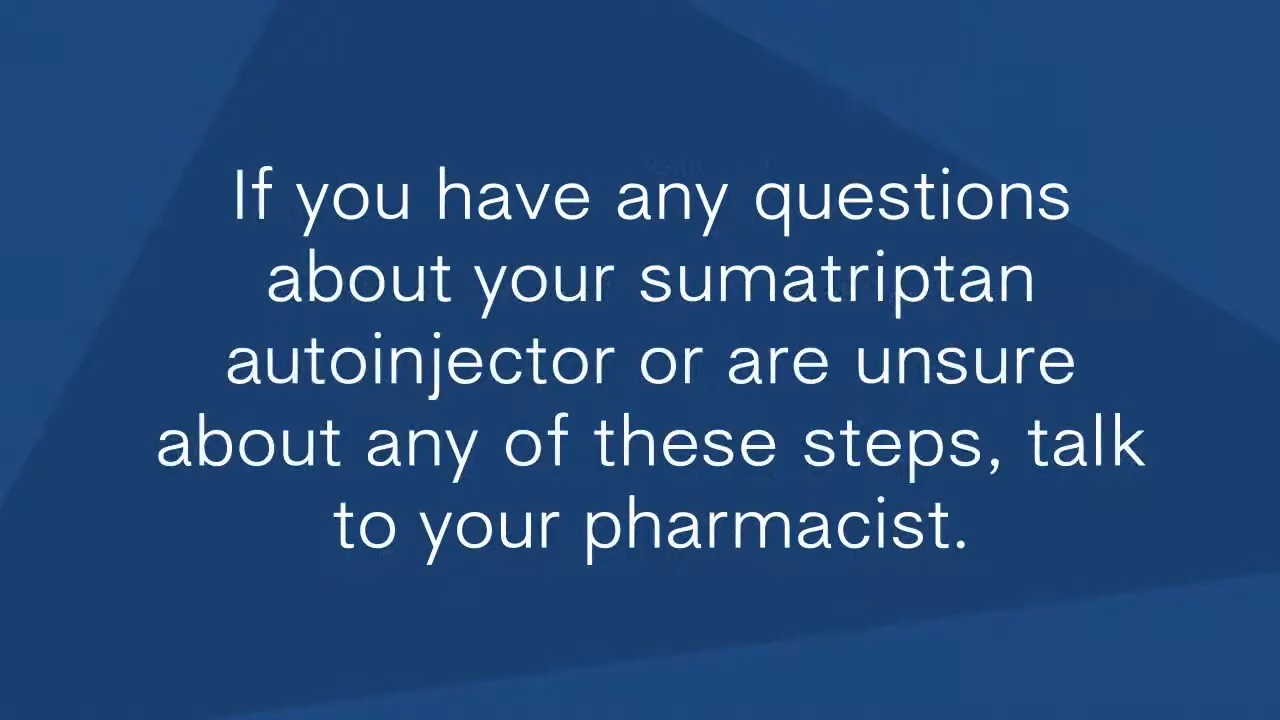 If you have any questions
about your sumatriptan
autoinjector or are unsure
about any of these steps, talk
to your pharmacist.